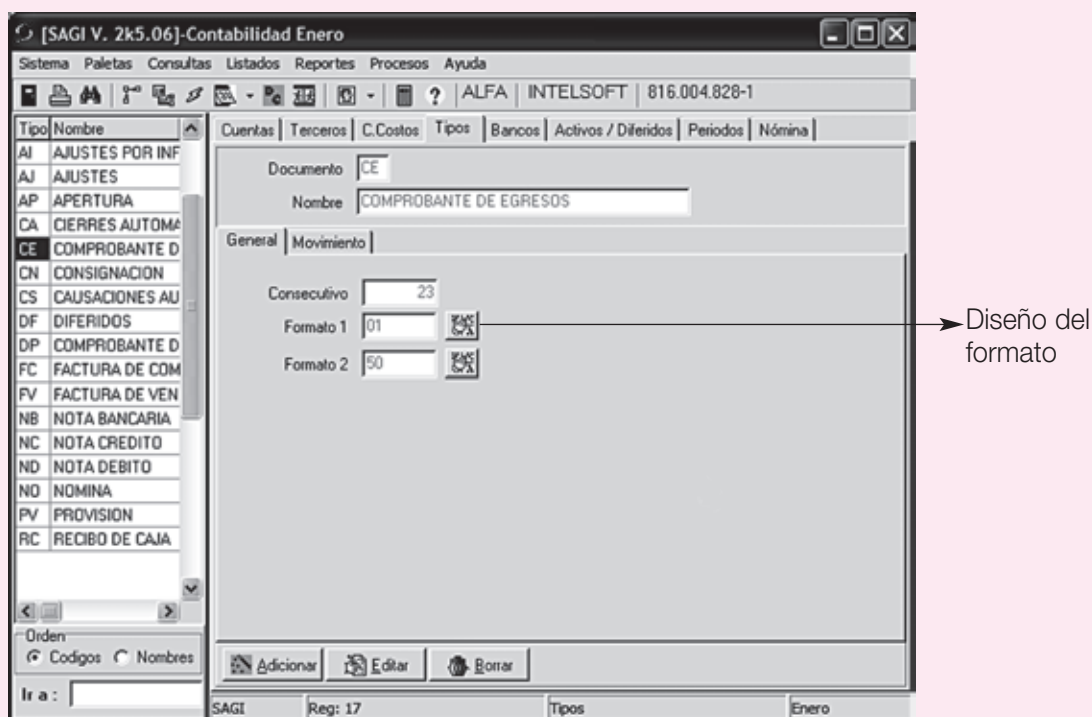 [SAGI V. 2k5.06]-Contabilidad Enero
Sistema Paletas Consultas Listados Reportes Procesos Ayuda
ALFA INTELSOFT 816.004.828-1
Tipo Nombre
AI AJUSTES POR INF
AJ AJUSTES
AP APERTURA
CA CIERRES AUTOMA
CE COMPROBANTE D
CN CONSIGNACION
CS CAUSACIONES AU
DF DIFERIDOS
DP COMPROBANTE D
FC FACTURA DE COM
FV FACTURA DE VEN
NB NOTA BANCARIA
NC NOTA CREDITO
ND NOTA DEBITO
NO NOMINA
PV PROVISION
RC RECIBO DE CAJA
Orden
Codigos Nombres
Ir a :
Cuentas Terceros C.Costos Tipos Bancos Activos / Diferidos Periodos Nómina
Documento CE
Nombre COMPROBANTE DE EGRESOS
General Movimiento
Consecutivo 23
Formato 1 01
Formato 2 50
Adicionar Editar Borrar
SAGI Reg: 17 Tipos Enero
Diseño del
formato